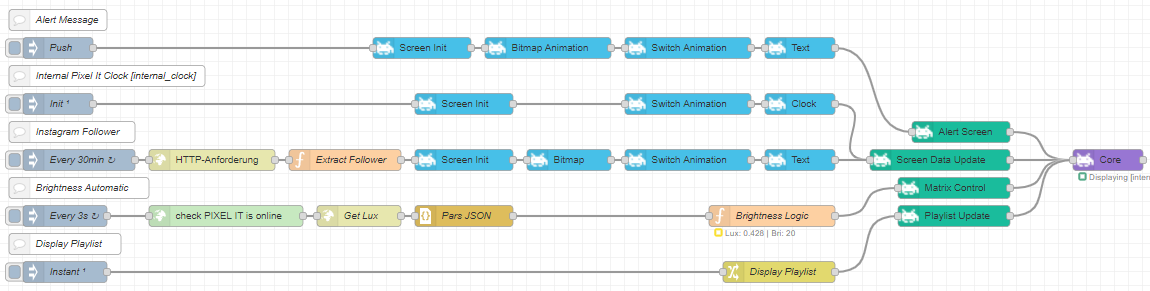 Alert Message
Push
Screen Init
Bitmap Animation
Switch Animation
Text
Internal Pixel It Clock [internal_clock]
Init ¹
Screen Init
Switch Animation
Clock
Instagram Follower
Alert Screen
Every 30min ↻
HTTP-Anforderung
Extract Follower
Screen Init
Bitmap
Switch Animation
Text
Screen Data Update
Core
Displaying [inter
Brightness Automatic
Matrix Control
Every 3s ↻
check PIXEL IT is online
Get Lux
Pars JSON
Brightness Logic
Playlist Update
Lux: 0.428 | Bri: 20
Display Playlist
Instant ¹
Display Playlist